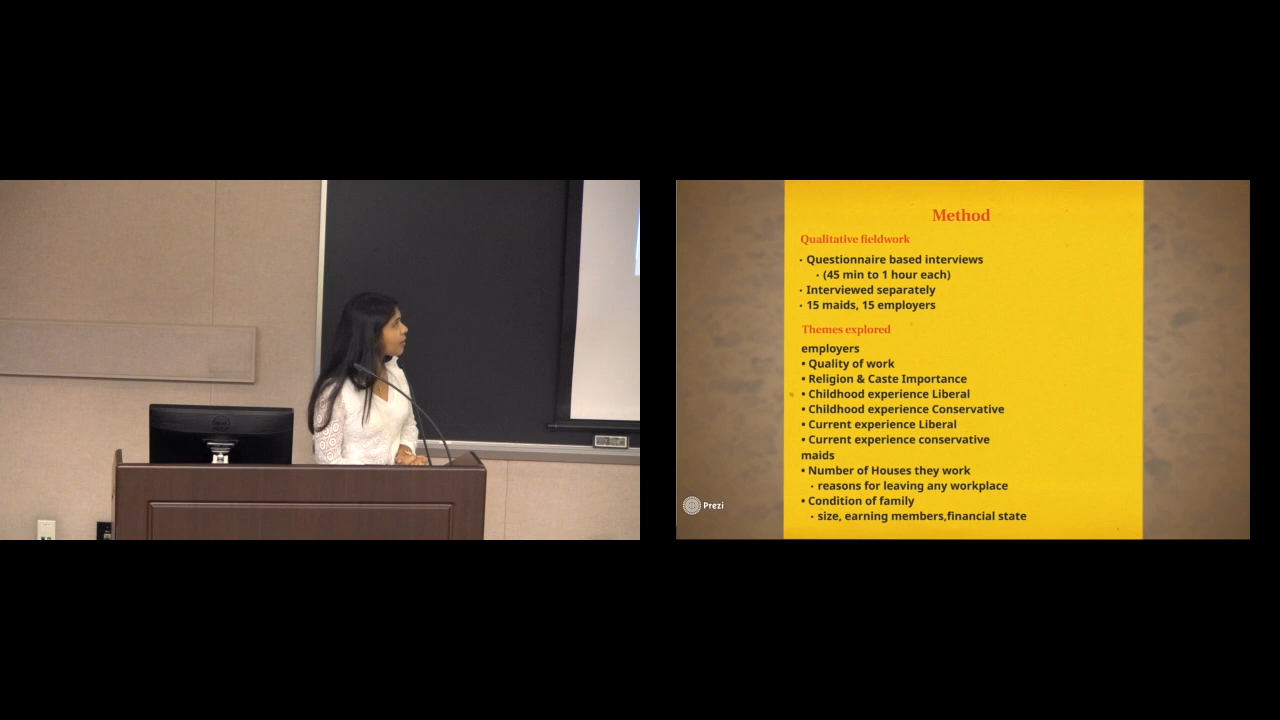 Method
Qualitative fieldwork
· Questionnaire based interviews
· (45 min to 1 hour each)
· Interviewed separately
· 15 maids, 15 employers
Themes explored
employers
• Quality of work
• Religion & Caste Importance
• Childhood experience Liberal
• Childhood experience Conservative
• Current experience Liberal
• Current experience conservative
maids
• Number of Houses they work
· reasons for leaving any workplace
• Condition of family
· size, earning members,financial state
Prezi